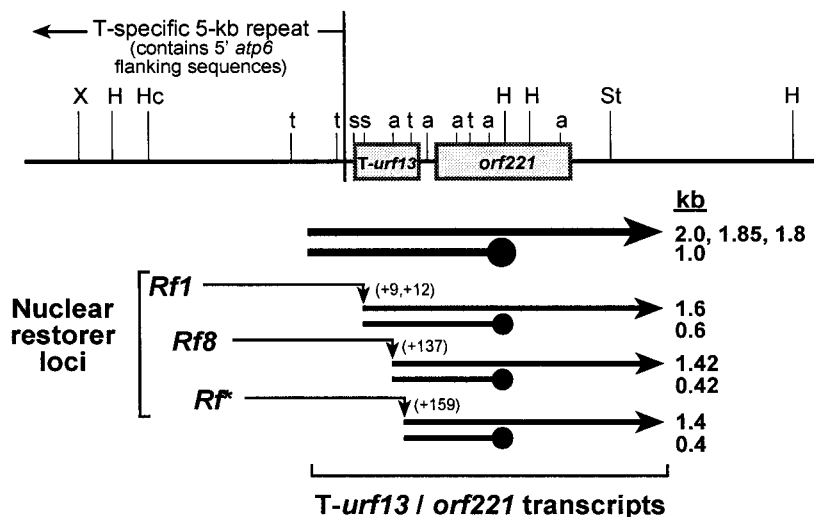 T-specific 5-kb repeat
(contains 5' atp6
flanking sequences)
X H Hc t t s s a t a a t a H H a St H
T-urf13 orf221
kb
2.0, 1.85, 1.8
1.0
Nuclear
restorer
loci
Rf1 (+9,+12)
1.6
0.6
Rf8 (+137)
1.42
0.42
Rf* (+159)
1.4
0.4
T-urf13 / orf221 transcripts